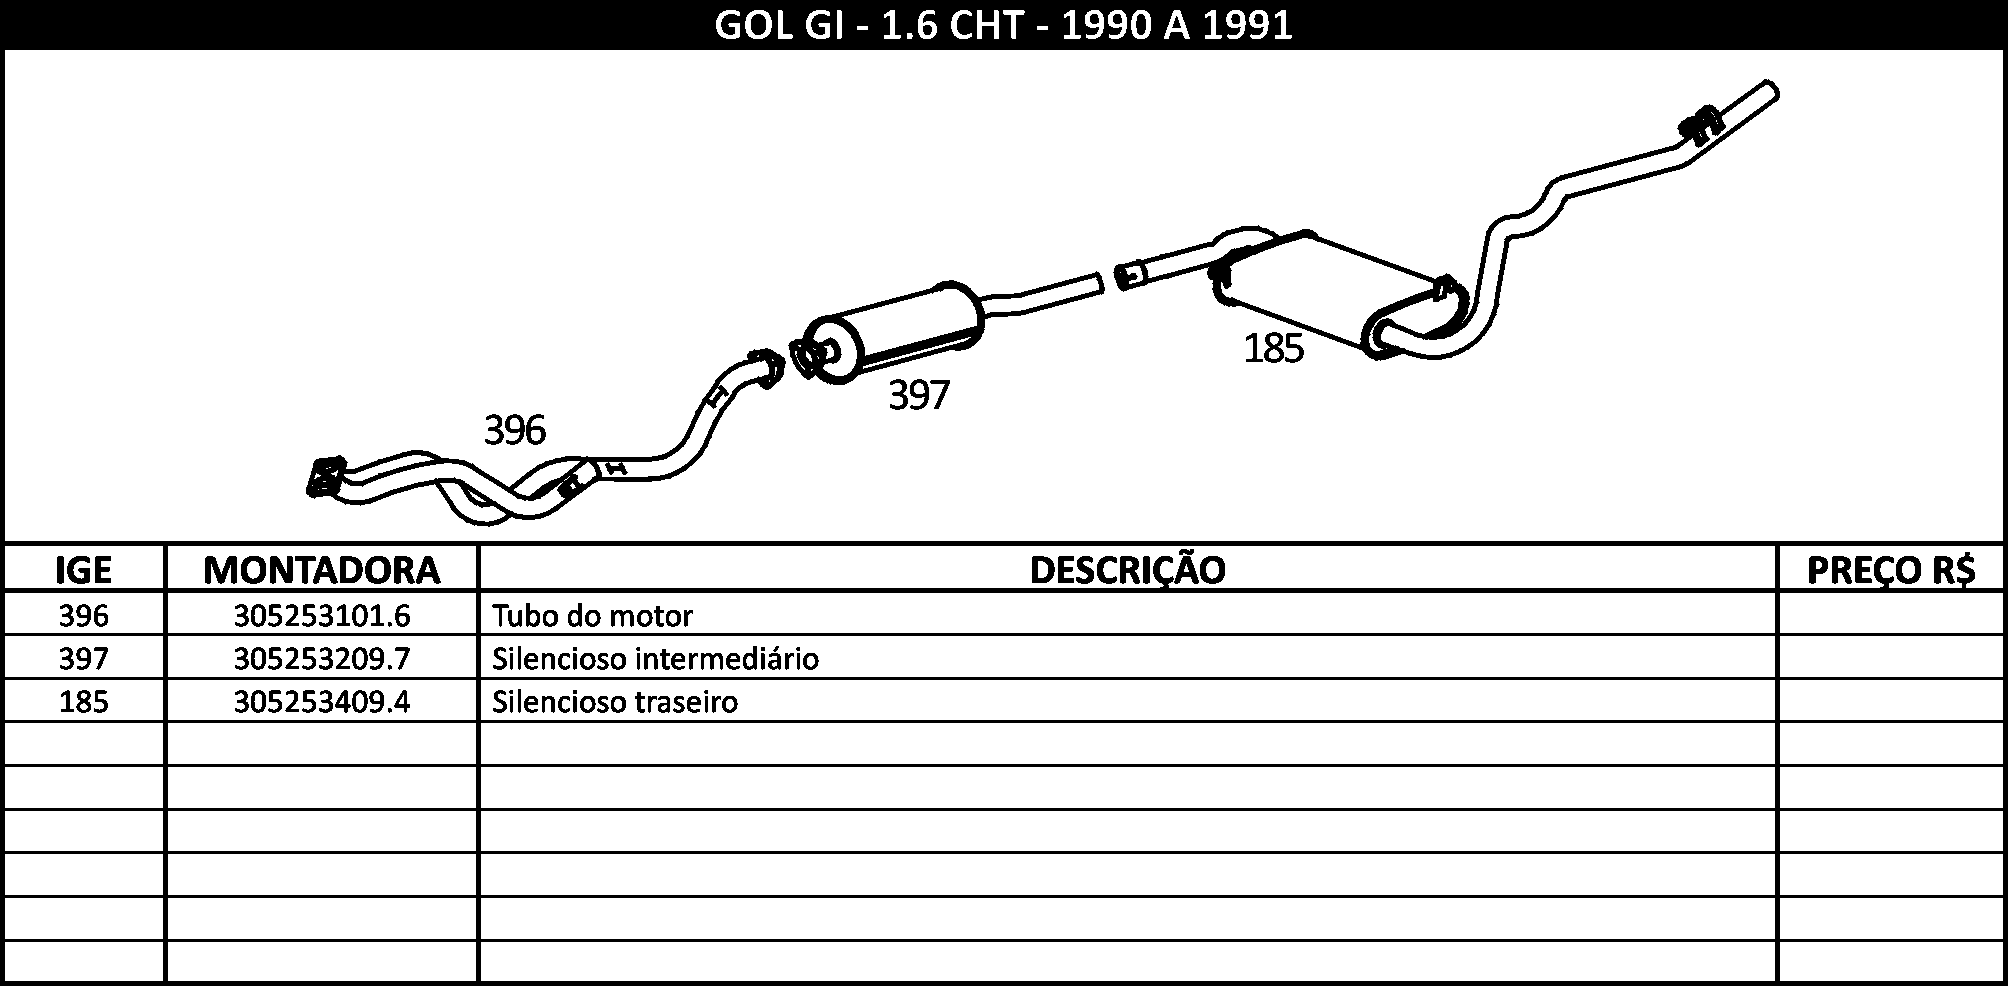 GOL GI - 1.6 CHT - 1990 A 1991
185
397
396
IGE MONTADORA DESCRIÇÃO PREÇO R$
396 305253101.6 Tubo do motor
397 305253209.7 Silencioso intermediário
185 305253409.4 Silencioso traseiro